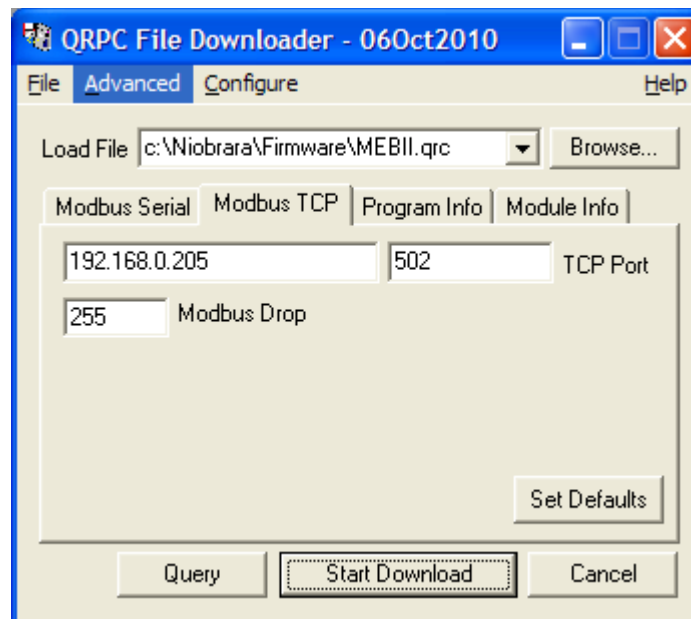 QRPC File Downloader - 06Oct2010
File Advanced Configure Help
Load File c:\Niobrara\Firmware\MEBII.qrc Browse...
Modbus Serial Modbus TCP Program Info Module Info
192.168.0.205 502 TCP Port
255 Modbus Drop
Set Defaults
Query Start Download Cancel